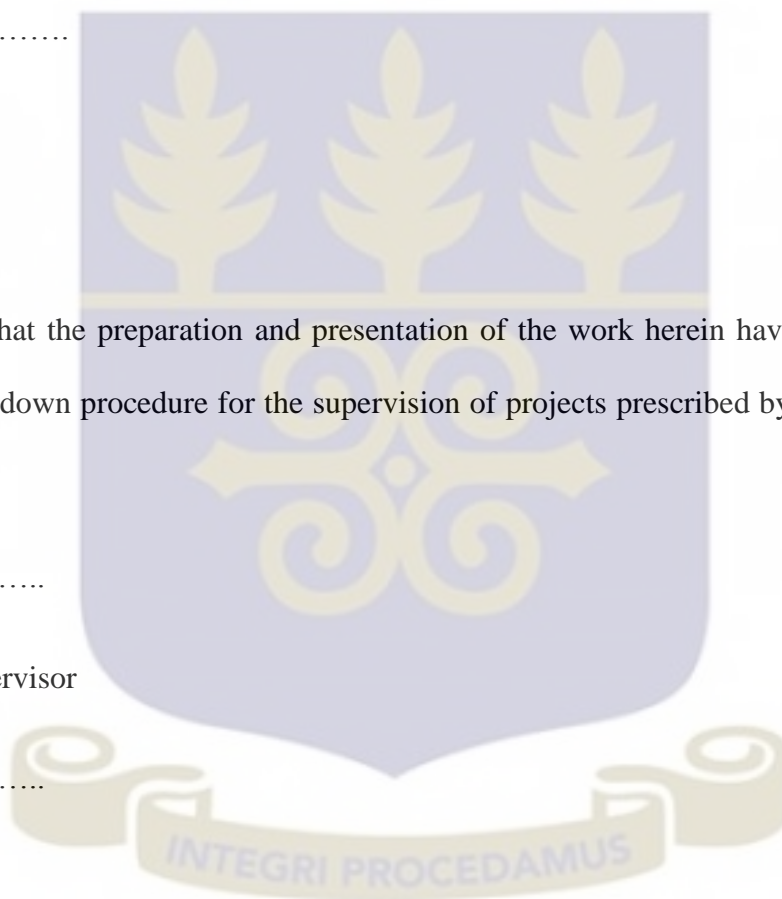 …….
hat the preparation and presentation of the work herein hav
down procedure for the supervision of projects prescribed by
…..
ervisor
…..
INTEGRI PROCEDAMUS